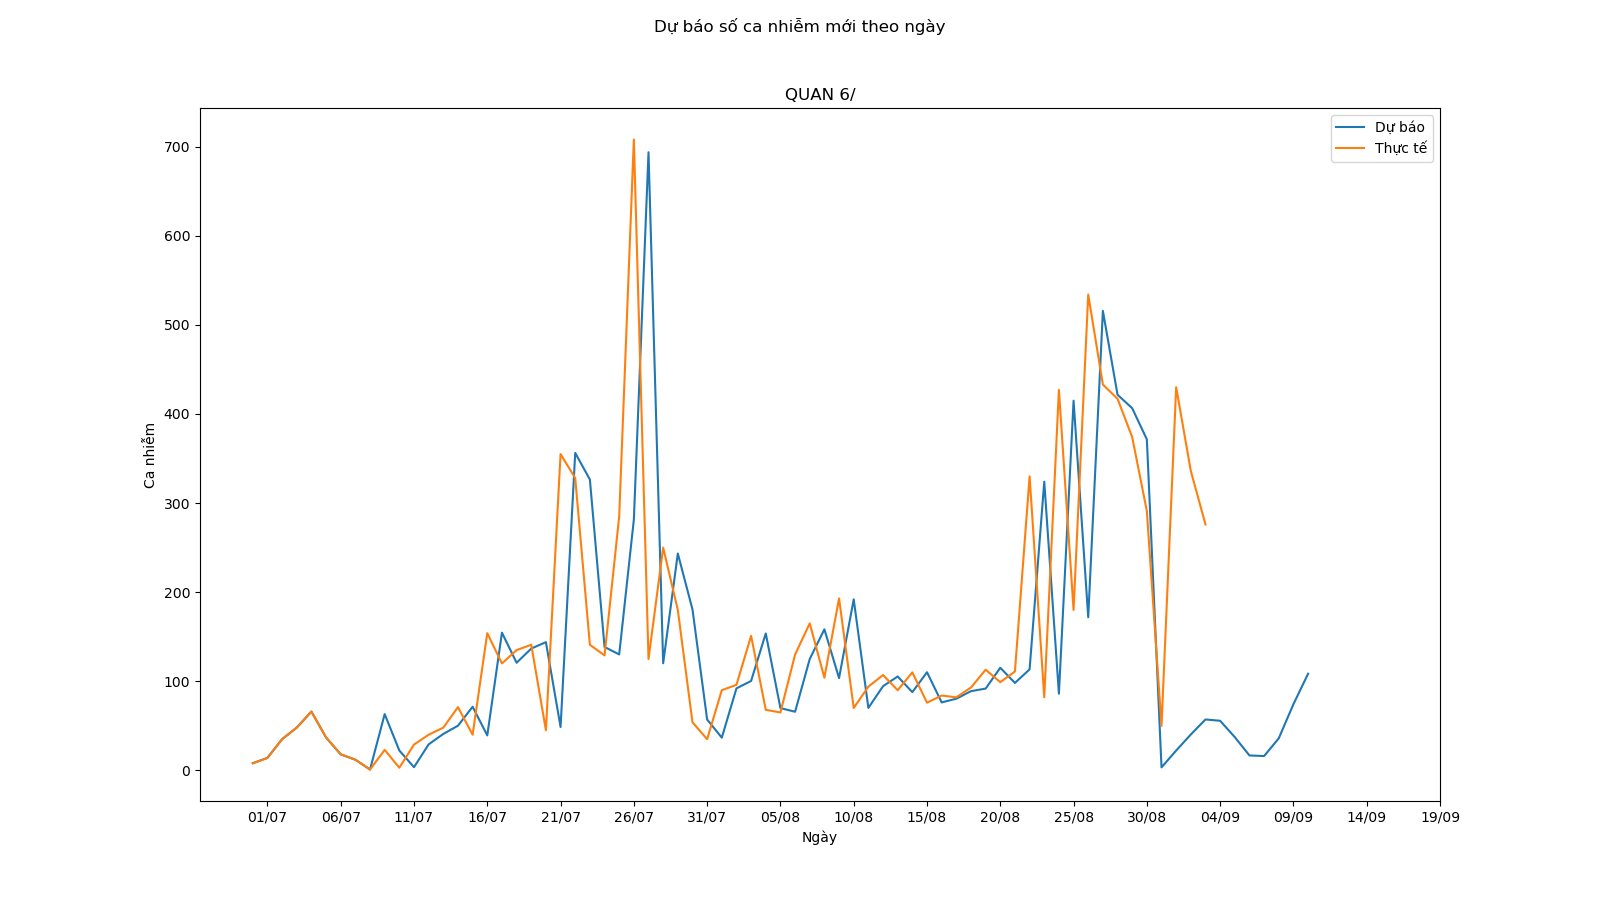 Dự báo số ca nhiễm mới theo ngày
QUAN 6/
Dự báo
Thực tế
700
600
500
400
300
200
100
0
Ca nhiễm
01/07 06/07 11/07 16/07 21/07 26/07 31/07 05/08 10/08 15/08 20/08 25/08 30/08 04/09 09/09 14/09 19/09
Ngày